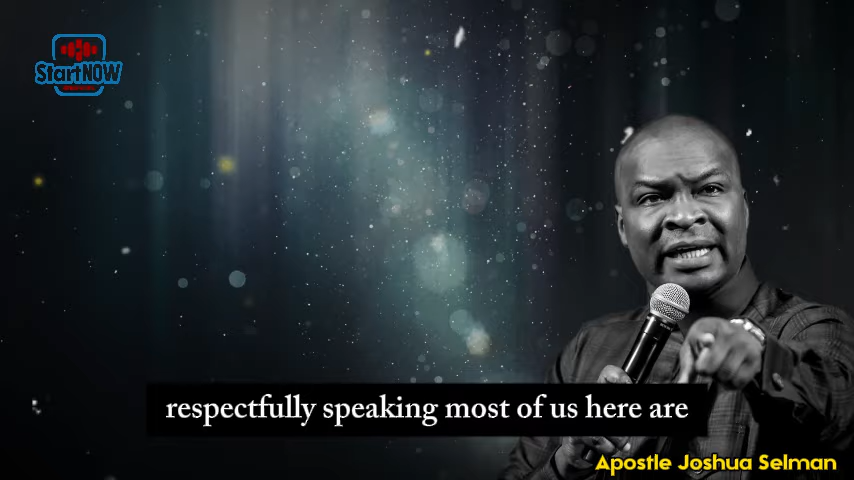 StartNOW
respectfully speaking most of us here are
Apostle Joshua Selman